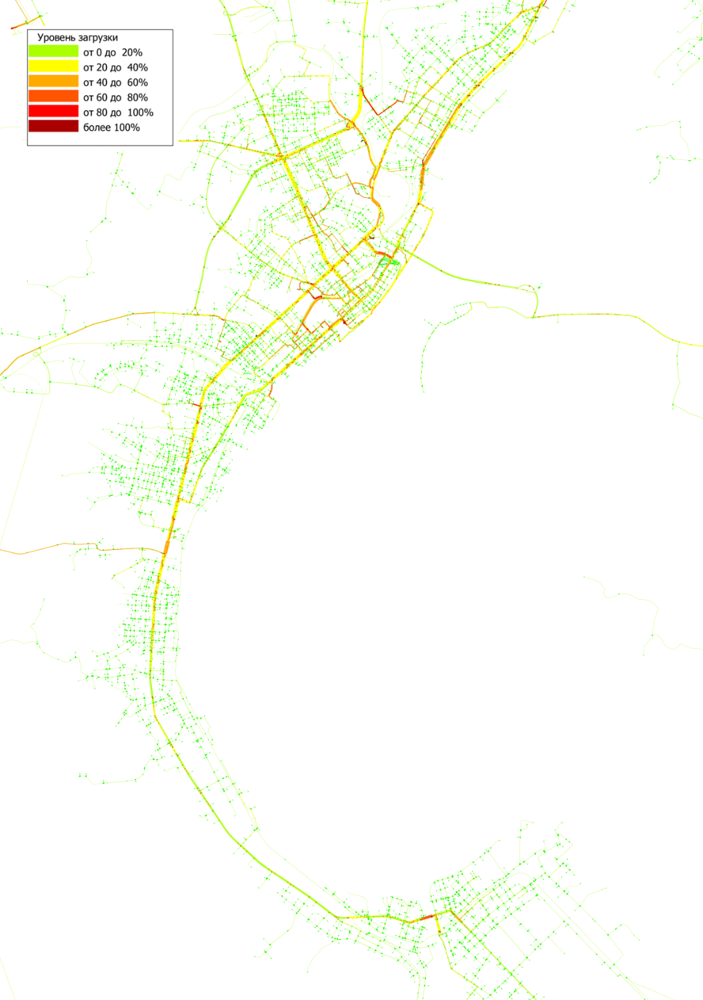 Уровень загрузки
от 0 до 20%
от 20 до 40%
от 40 до 60%
от 60 до 80%
от 80 до 100%
более 100%